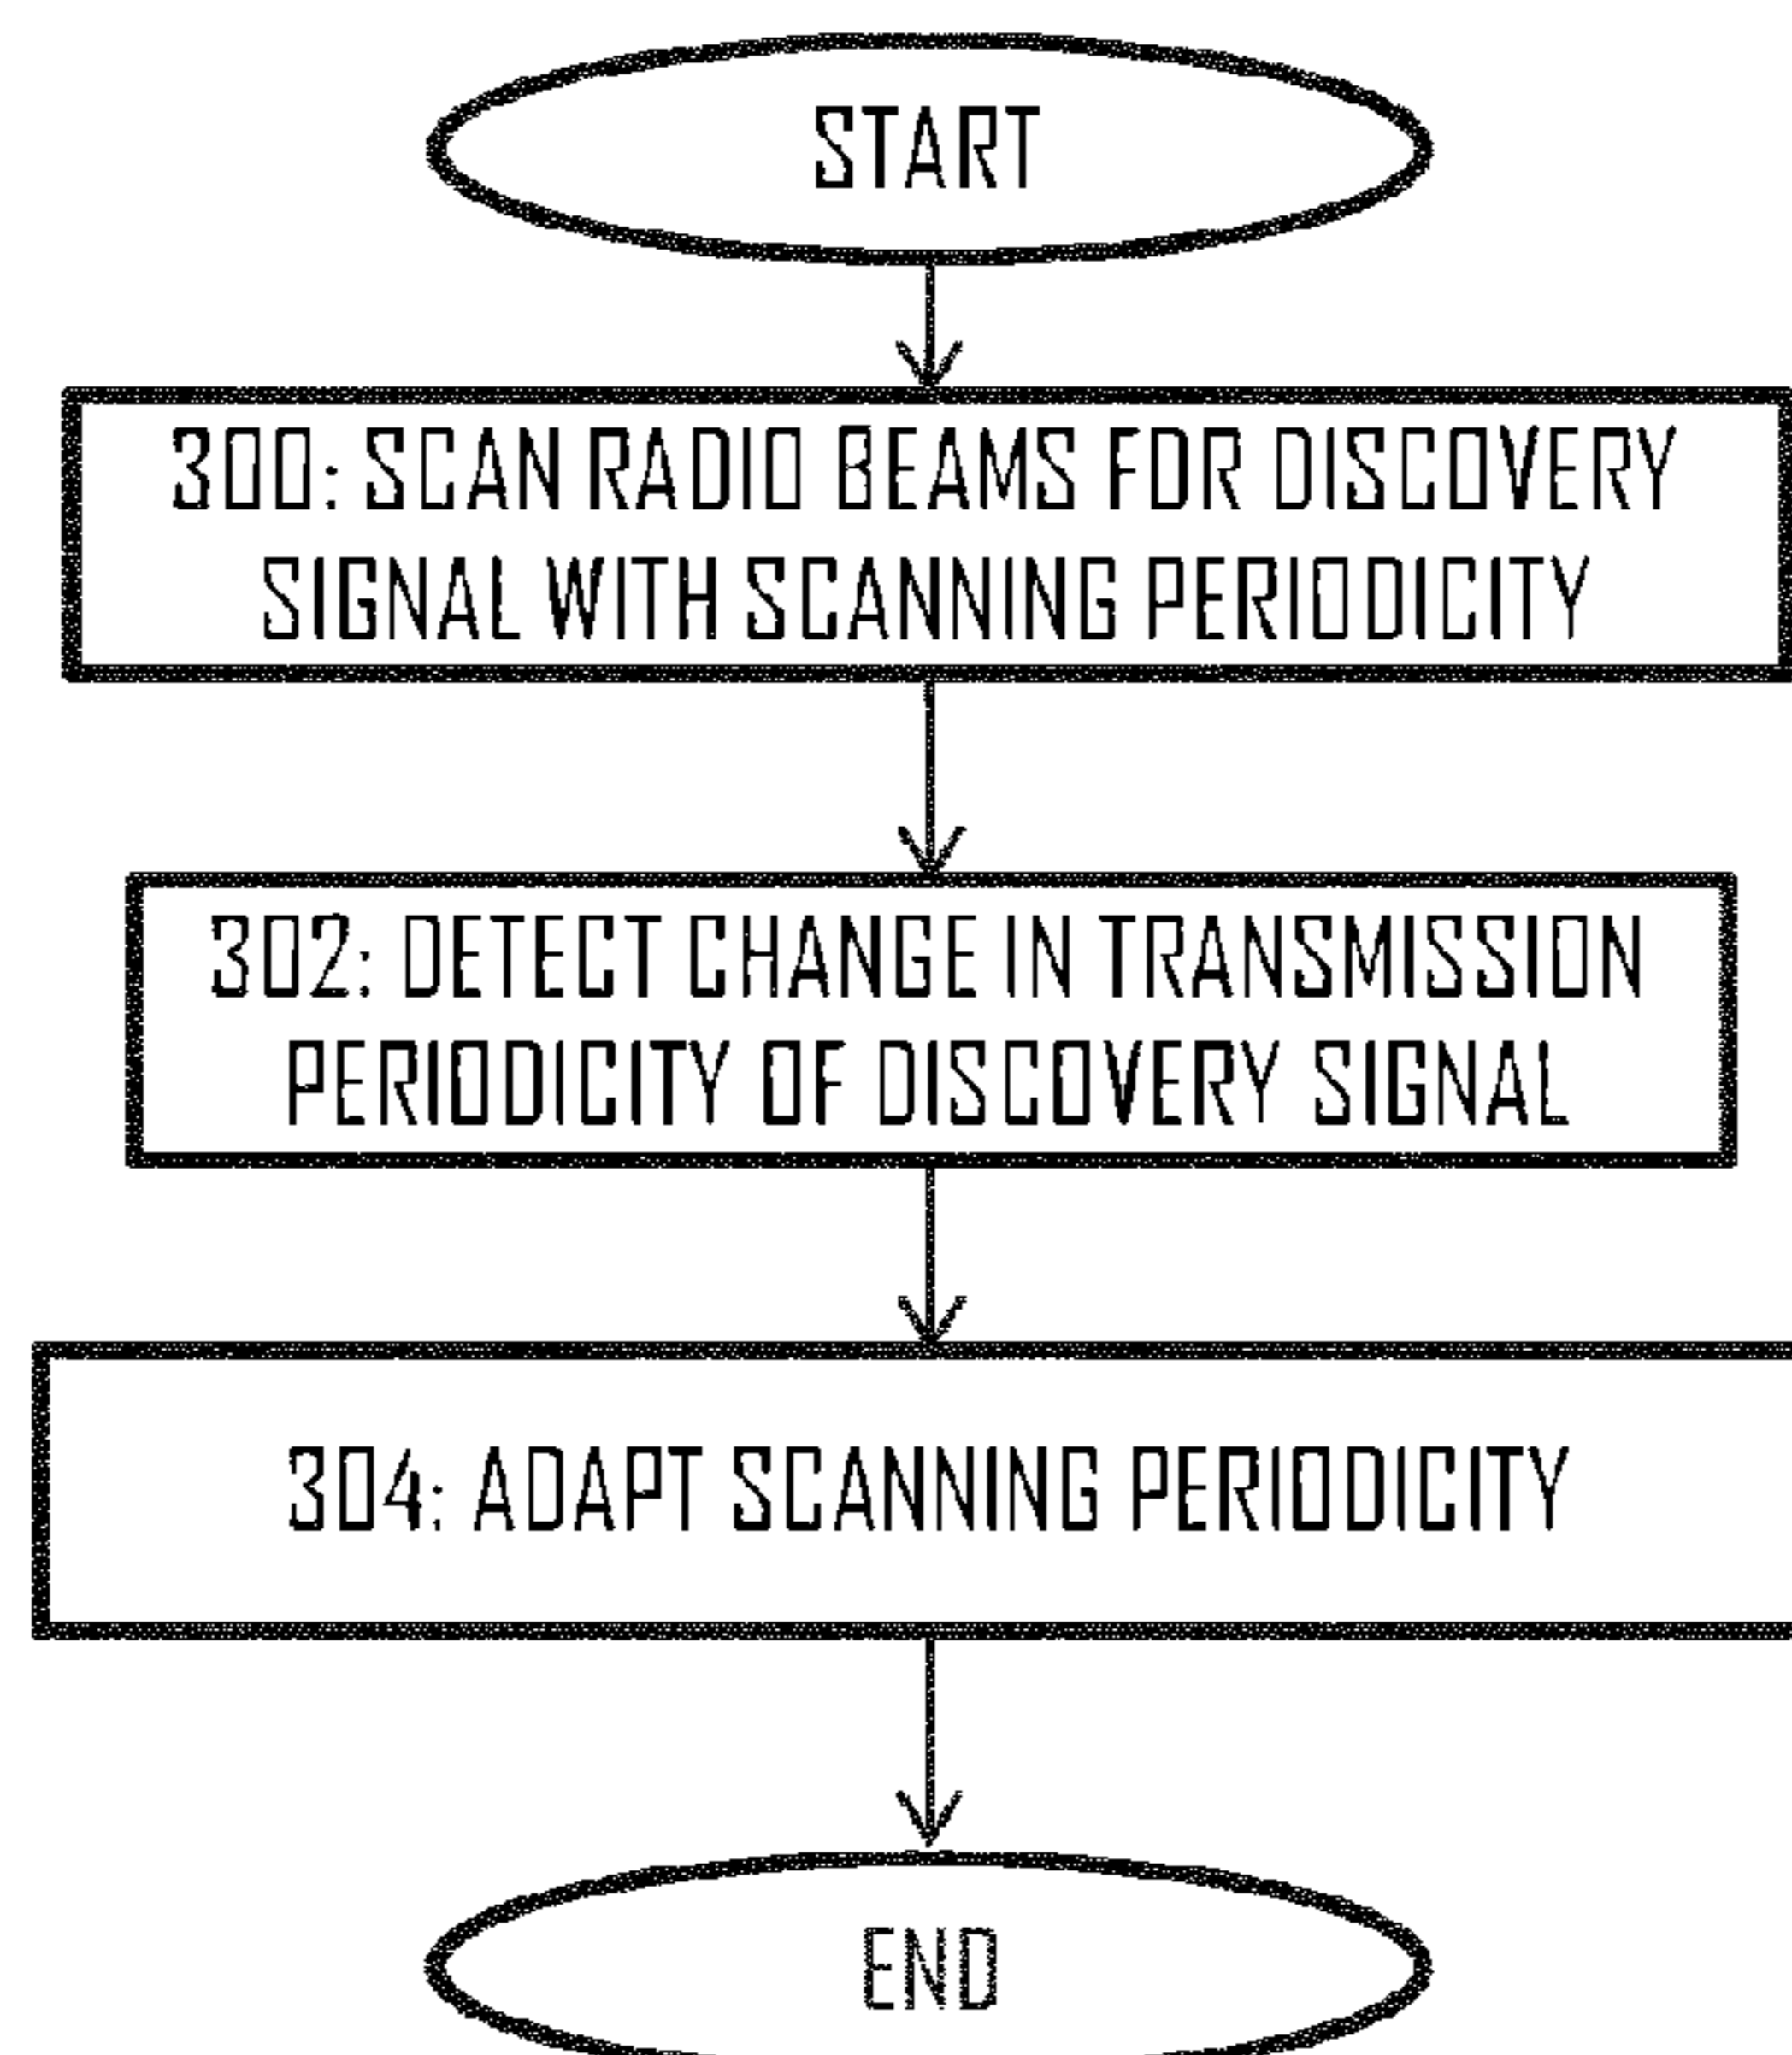 START
300: SCAN RADIO BEAMS FOR DISCOVERY
SIGNAL WITH SCANNING PERIODICITY
302: DETECT CHANGE IN TRANSMISSION
PERIODICITY OF DISCOVERY SIGNAL
304: ADAPT SCANNING PERIODICITY
END